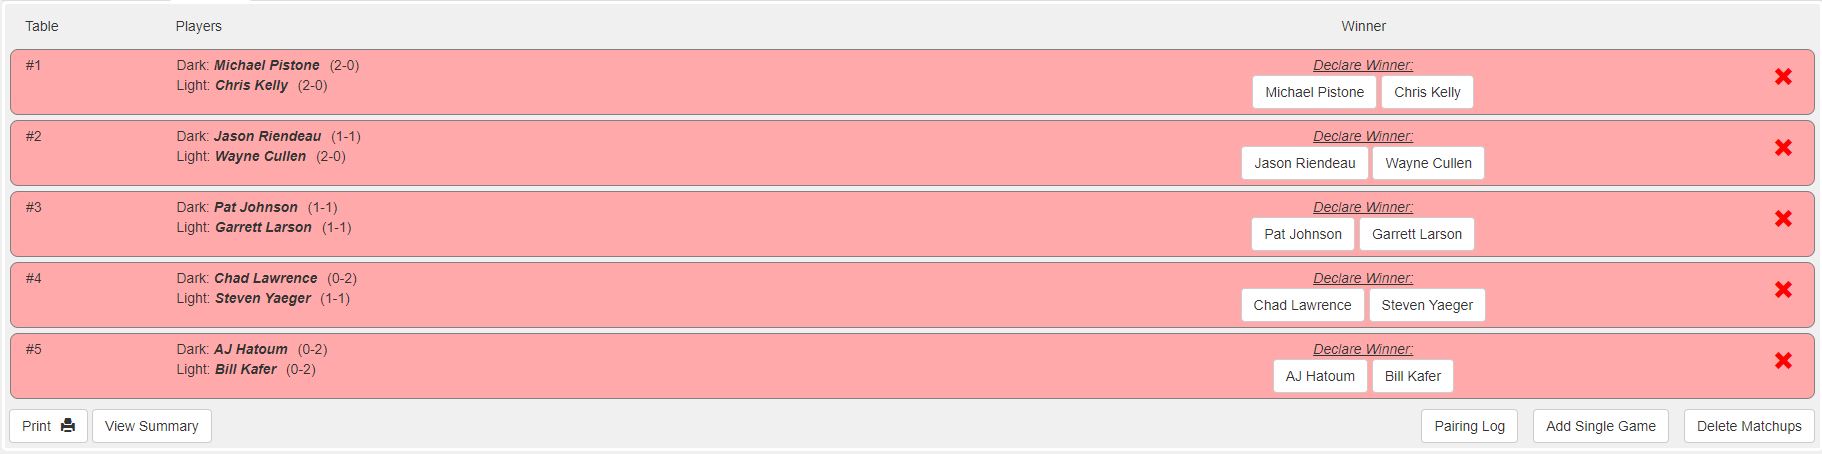 Table Players Winner
#1 Dark: Michael Pistone (2-0) Declare Winner:
Light: Chris Kelly (2-0) Michael Pistone Chris Kelly
#2 Dark: Jason Riendeau (1-1) Declare Winner:
Light: Wayne Cullen (2-0) Jason Riendeau Wayne Cullen
#3 Dark: Pat Johnson (1-1) Declare Winner:
Light: Garrett Larson (1-1) Pat Johnson Garrett Larson
#4 Dark: Chad Lawrence (0-2) Declare Winner:
Light: Steven Yaeger (1-1) Chad Lawrence Steven Yaeger
#5 Dark: AJ Hatoum (0-2) Declare Winner:
Light: Bill Kafer (0-2) AJ Hatoum Bill Kafer
Print View Summary Pairing Log Add Single Game Delete Matchups